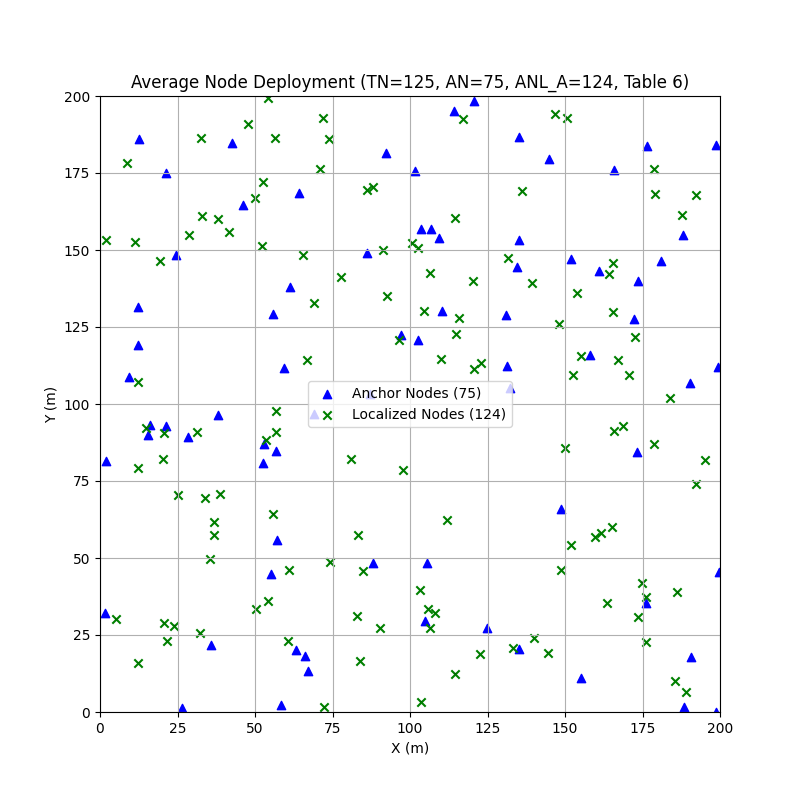 Average Node Deployment (TN=125, AN=75, ANL_A=124, Table 6)
200
175
150
125
100
75
50
25
0
Y (m)
Anchor Nodes (75)
Localized Nodes (124)
0 25 50 75 100 125 150 175 200
X (m)